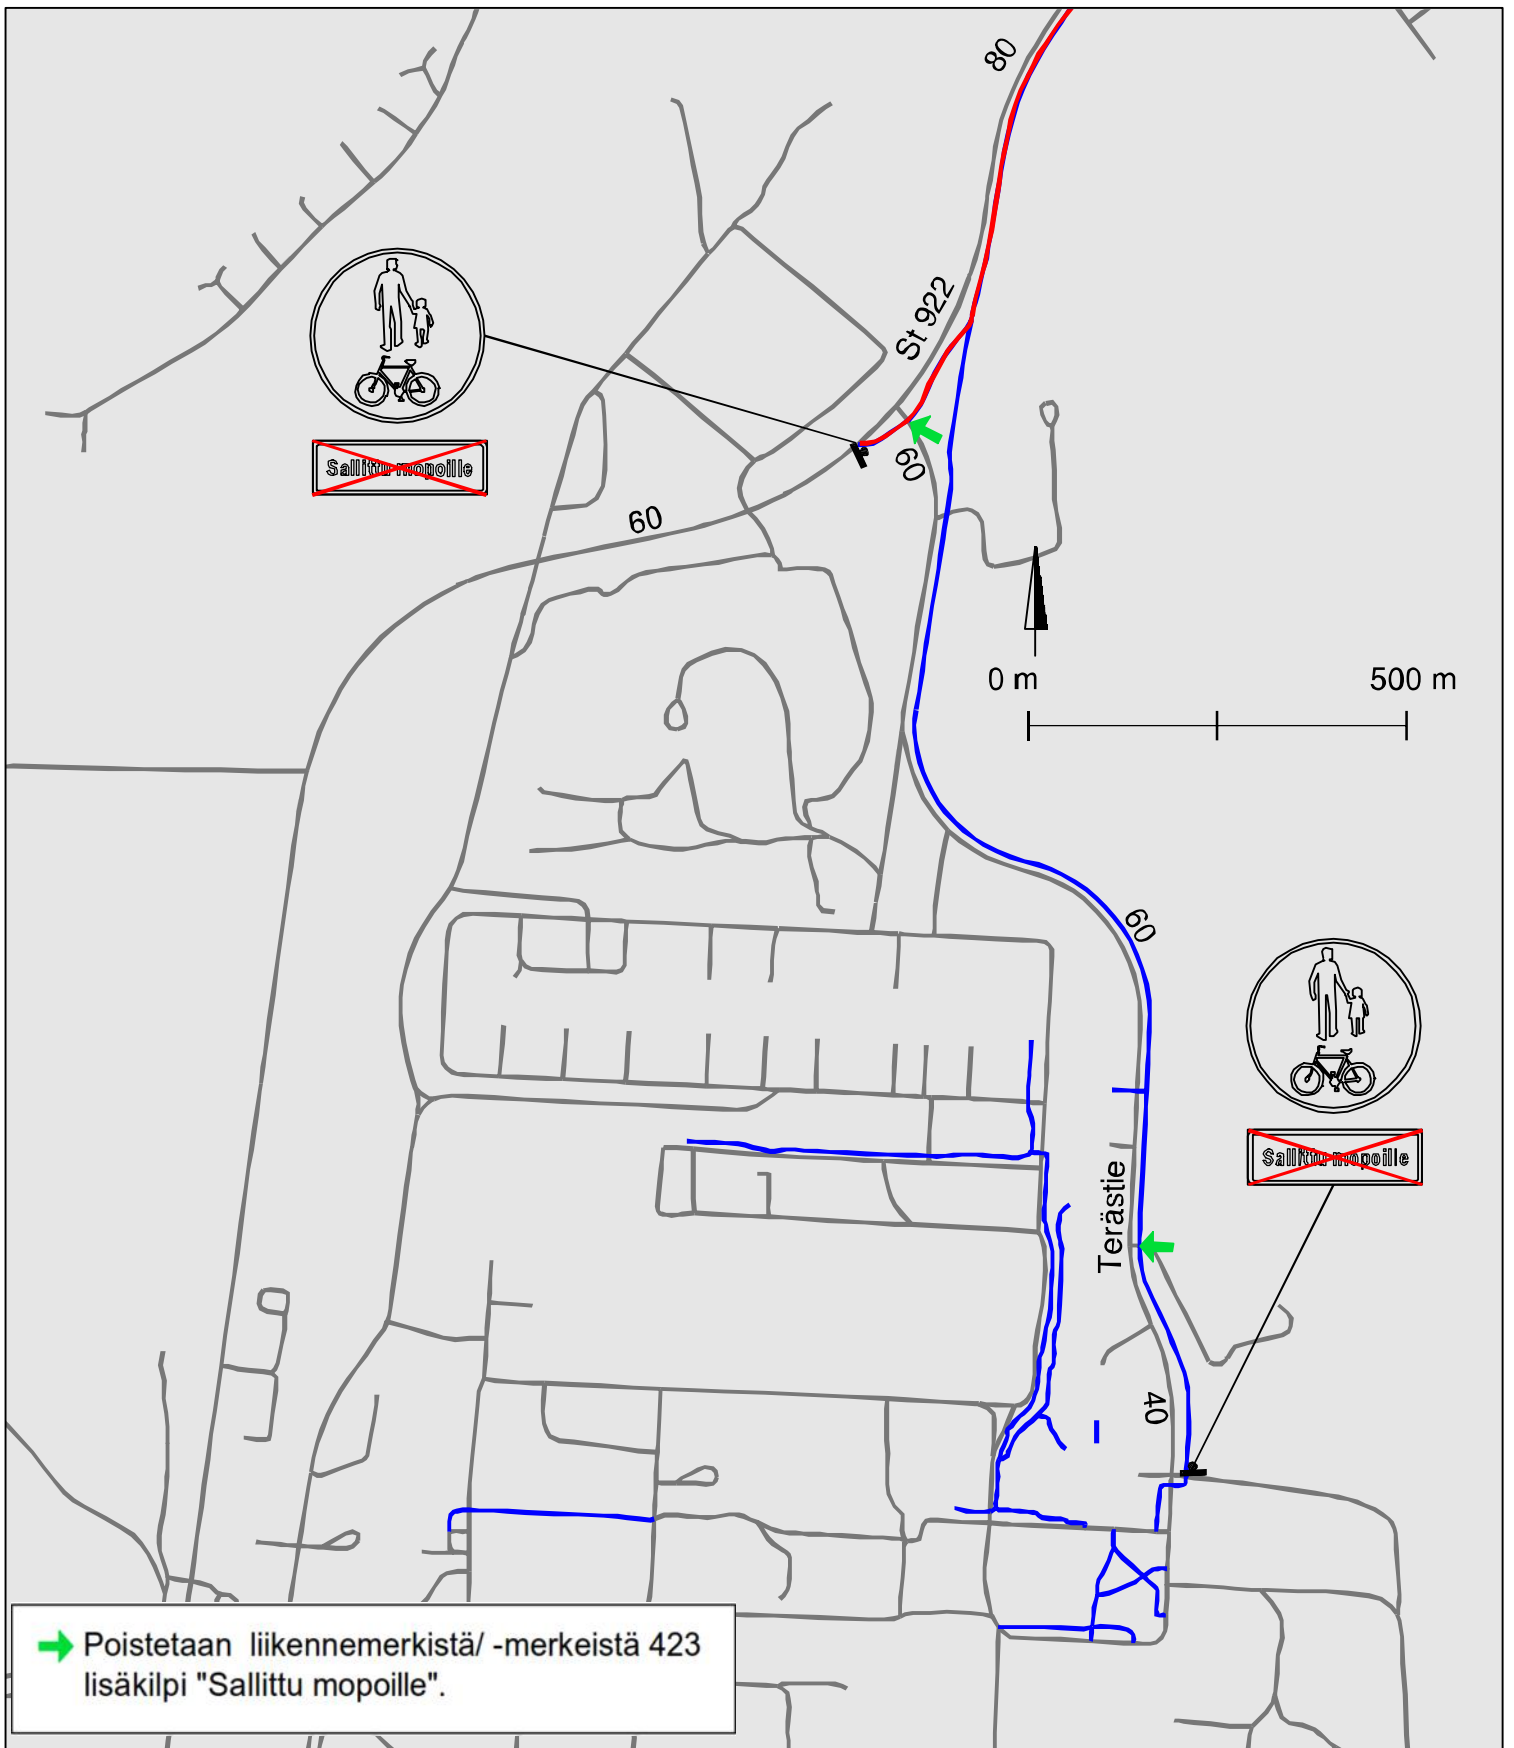 80
St 922
Sallittu mopoille
60
60
0 m
500 m
60
Sallittu mopoille
Terästie
40
Poistetaan liikennemerkistä/ -merkeistä 423
lisäkilpi "Sallittu mopoille".